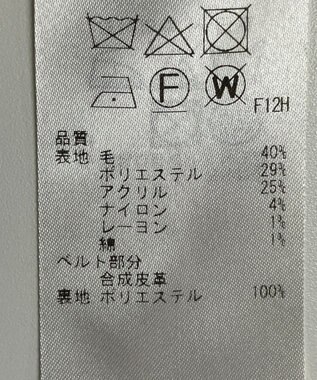 F W F12H
品質
表地 毛 40%
ポリエステル 29%
アクリル 25%
ナイロン 4%
レーヨン 1%
綿 1%
ベルト部分
合成皮革
裏地 ポリエステル 100%